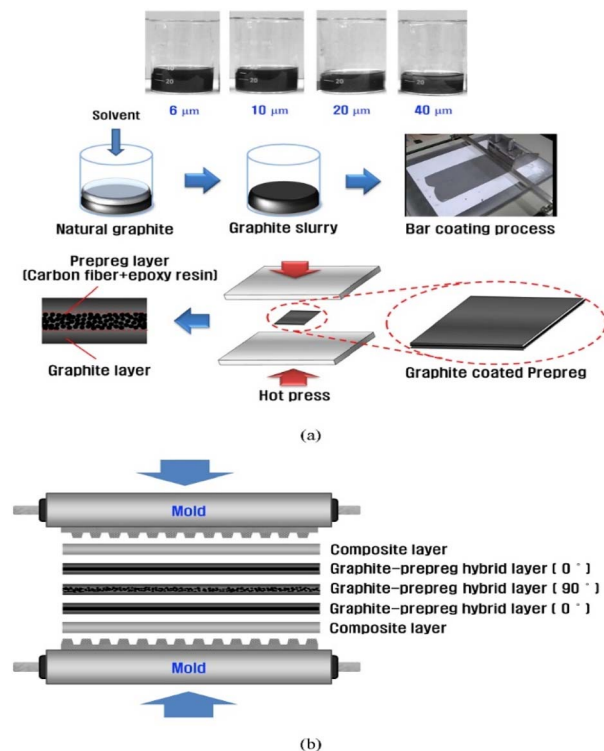 (a)
20 20 20 20
6 μm 10 μm 20 μm 40 μm
Solvent
Natural graphite Graphite slurry Bar coating process
Prepreg layer
(Carbon fiber+epoxy resin)
Graphite layer
Hot press
Graphite coated Prepreg
(a)
Mold
Composite layer
Graphite-prepreg hybrid layer ( 0 ° )
Graphite-prepreg hybrid layer ( 90 ° )
Graphite-prepreg hybrid layer ( 0 ° )
Composite layer
Mold
(b)